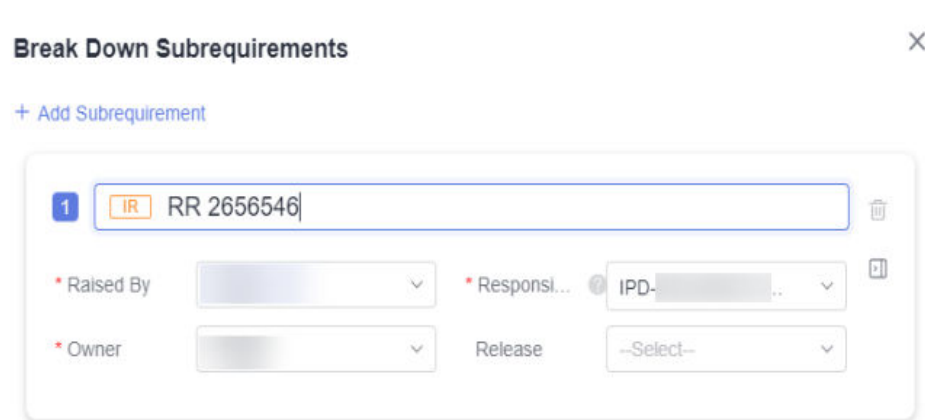 Break Down Subrequirements
+ Add Subrequirement
1 IR RR 2656546
* Raised By * Responsi... ? IPD- ..
* Owner Release --Select--